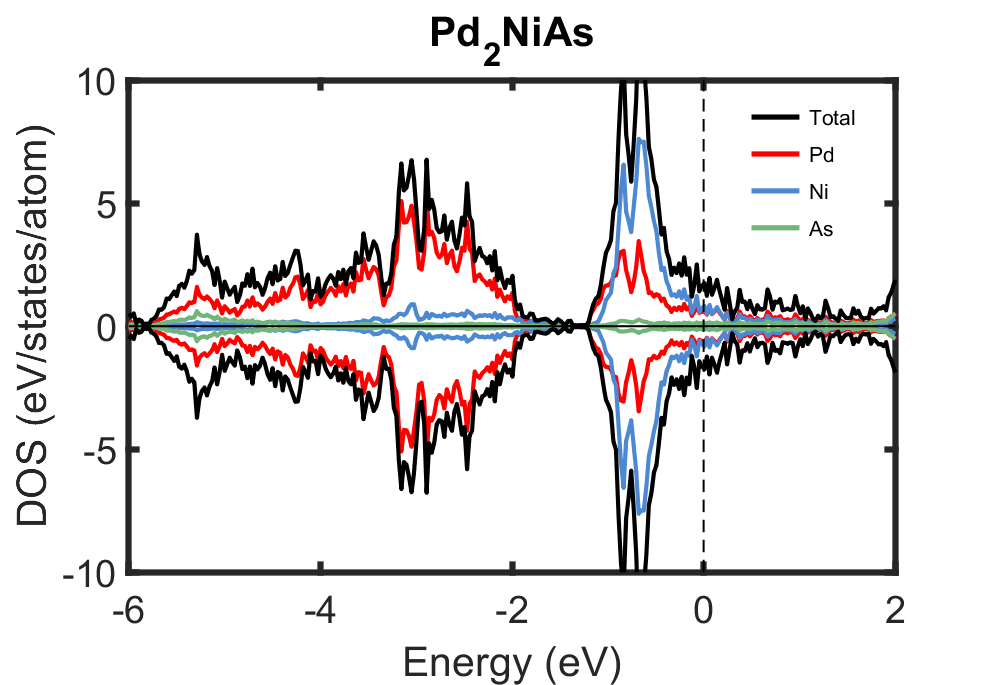 Pd2NiAs
DOS (eV/states/atom)
10
5
0
-5
-10
Total
Pd
Ni
As
-6 -4 -2 0 2
Energy (eV)